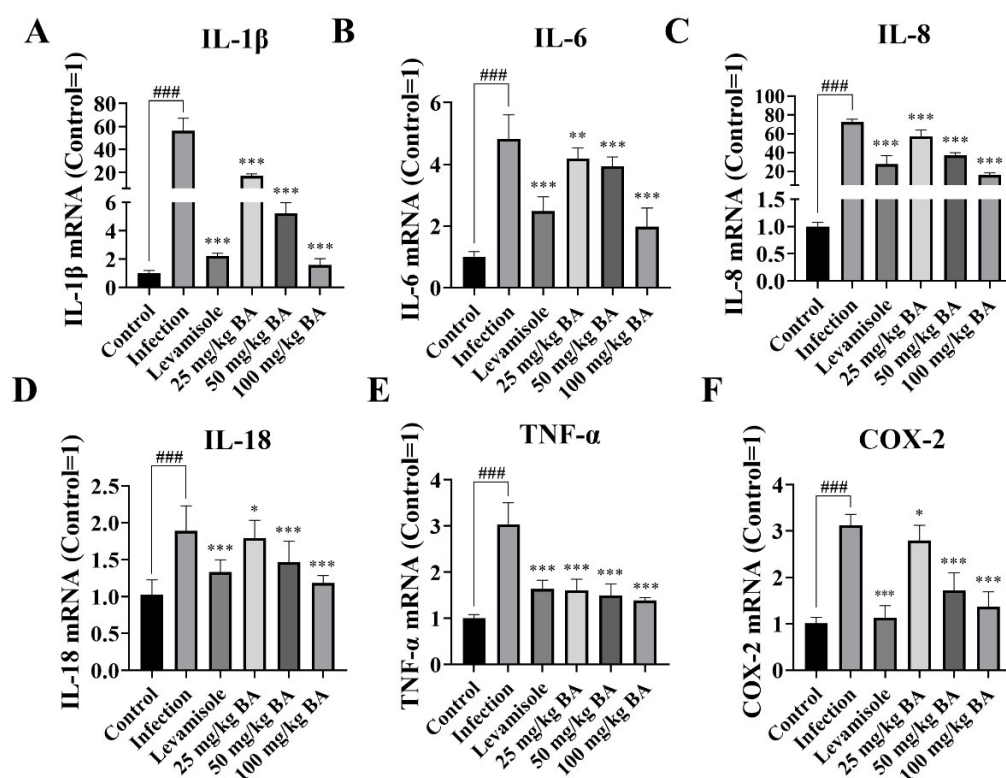 A
IL-1β
IL-1β mRNA (Control=1)
80
60
40
20
6
4
2
0
###
***
***
***
***
Control
Infection
Levamisole
25 mg/kg BA
50 mg/kg BA
100 mg/kg BA
B
IL-6
IL-6 mRNA (Control=1)
6
4
2
0
###
***
**
***
***
Control
Infection
Levamisole
25 mg/kg BA
50 mg/kg BA
100 mg/kg BA
C
IL-8
IL-8 mRNA (Control=1)
100
80
60
40
20
1.5
1.0
0.5
0.0
###
***
***
***
***
Control
Infection
Levamisole
25 mg/kg BA
50 mg/kg BA
100 mg/kg BA
D
IL-18
IL-18 mRNA (Control=1)
2.5
2.0
1.5
1.0
0.5
0.0
###
***
*
***
***
Control
Infection
Levamisole
25 mg/kg BA
50 mg/kg BA
100 mg/kg BA
E
TNF-α
TNF-α mRNA (Control=1)
4
3
2
1
0
###
***
***
***
***
Control
Infection
Levamisole
25 mg/kg BA
50 mg/kg BA
100 mg/kg BA
F
COX-2
COX-2 mRNA (Control=1)
4
3
2
1
0
###
***
*
***
***
Control
Infection
Levamisole
25 mg/kg BA
50 mg/kg BA
100 mg/kg BA